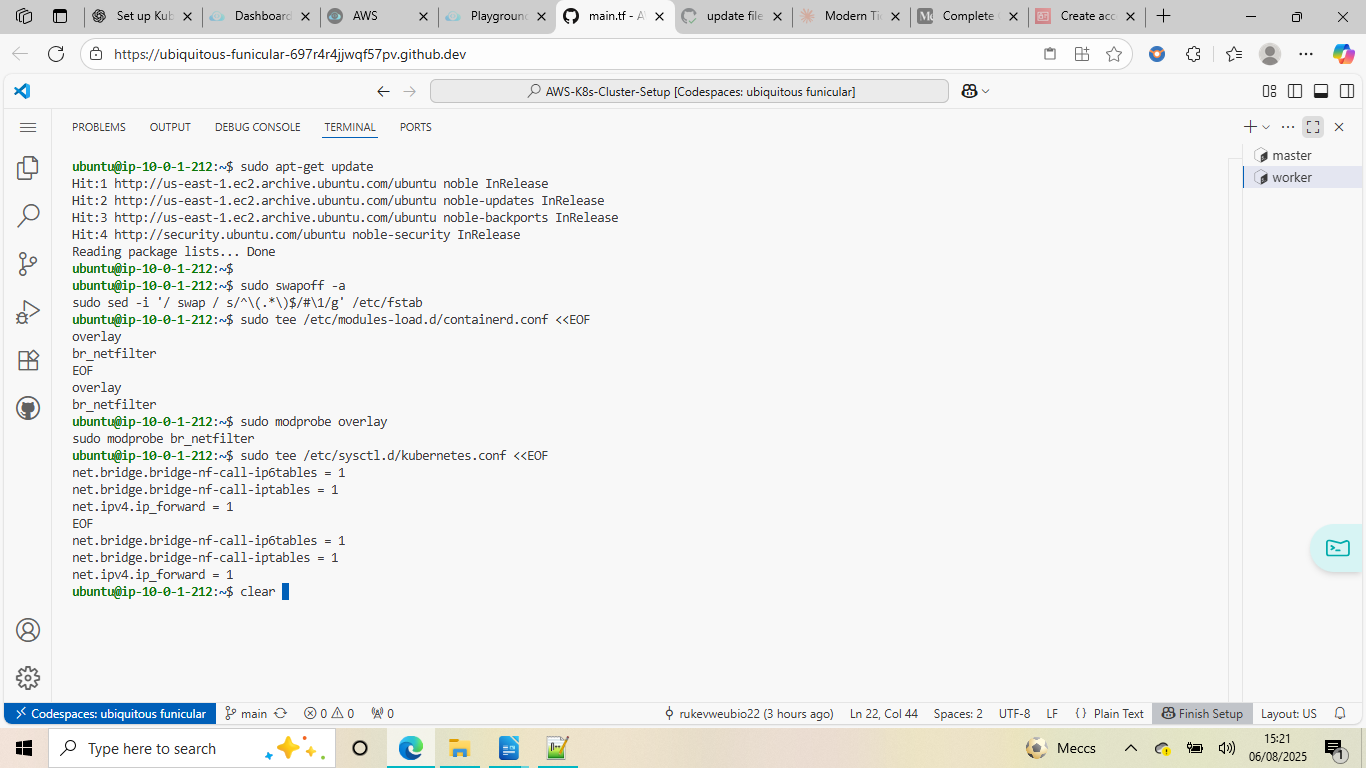 Set up Kub
Dashboard
AWS
Playground
main.tf - A
update file
Modern Tic
Complete
Create acc
https://ubiquitous-funicular-697r4r4jjwqf57pv.github.dev
AWS-K8s-Cluster-Setup [Codespaces: ubiquitous funicular]
PROBLEMS OUTPUT DEBUG CONSOLE TERMINAL PORTS
master
worker
ubuntu@ip-10-0-1-212:~$ sudo apt-get update
Hit:1 http://us-east-1.ec2.archive.ubuntu.com/ubuntu noble InRelease
Hit:2 http://us-east-1.ec2.archive.ubuntu.com/ubuntu noble-updates InRelease
Hit:3 http://us-east-1.ec2.archive.ubuntu.com/ubuntu noble-backports InRelease
Hit:4 http://security.ubuntu.com/ubuntu noble-security InRelease
Reading package lists... Done
ubuntu@ip-10-0-1-212:~$
ubuntu@ip-10-0-1-212:~$ sudo swapoff -a
sudo sed -i '/ swap / s/^\(.*\)$/#\1/g' /etc/fstab
ubuntu@ip-10-0-1-212:~$ sudo tee /etc/modules-load.d/containerd.conf <<EOF
overlay
br_netfilter
EOF
overlay
br_netfilter
ubuntu@ip-10-0-1-212:~$ sudo modprobe overlay
sudo modprobe br_netfilter
ubuntu@ip-10-0-1-212:~$ sudo tee /etc/sysctl.d/kubernetes.conf <<EOF
net.bridge.bridge-nf-call-ip6tables = 1
net.bridge.bridge-nf-call-iptables = 1
net.ipv4.ip_forward = 1
EOF
net.bridge.bridge-nf-call-ip6tables = 1
net.bridge.bridge-nf-call-iptables = 1
net.ipv4.ip_forward = 1
ubuntu@ip-10-0-1-212:~$ clear
Codespaces: ubiquitous funicular main 0 0 0 rukevweubio22 (3 hours ago) Ln 22, Col 44 Spaces: 2 UTF-8 LF {} Plain Text Finish Setup Layout: US
Type here to search
Meccs
15:21
06/08/2025
1